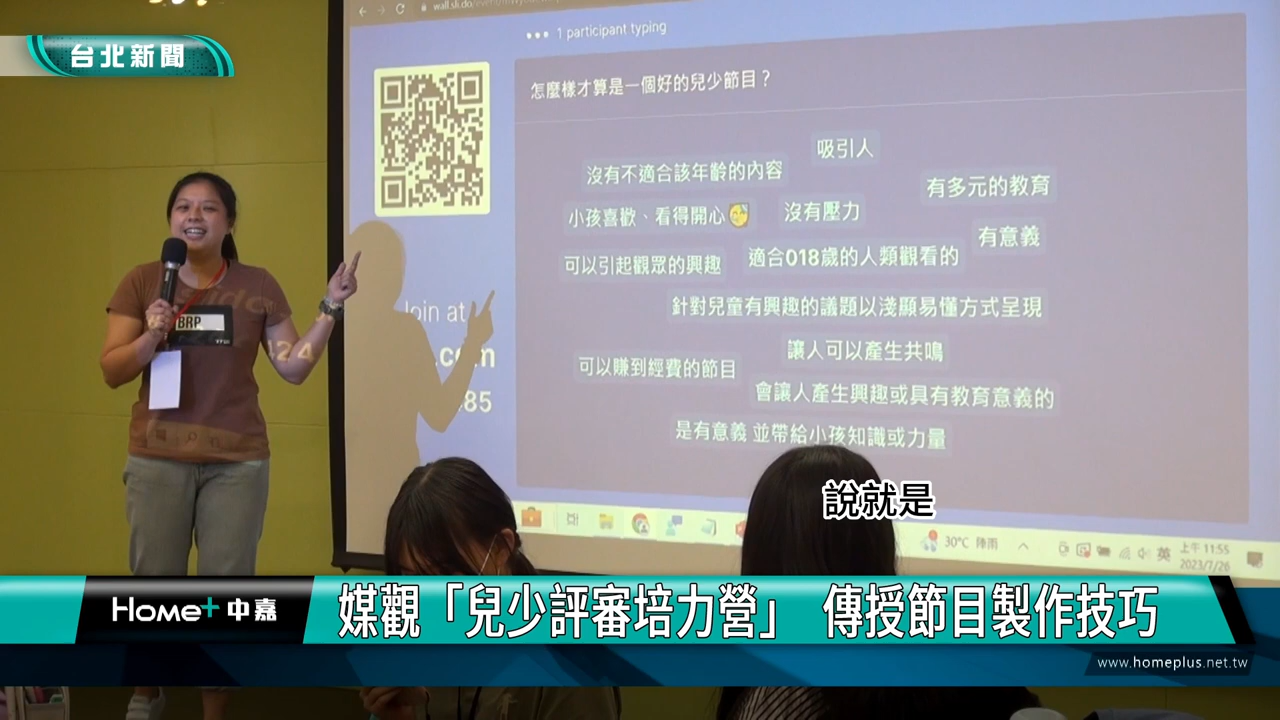 wall.sli.do
1 participant typing
台北新聞
怎麼樣才算是一個好的兒少節目？
吸引人
沒有不適合該年齡的內容
有多元的教育
小孩喜歡、看得開心
沒有壓力
有意義
可以引起觀眾的興趣
適合018歲的人類觀看的
針對兒童有興趣的議題以淺顯易懂方式呈現
讓人可以產生共鳴
可以賺到經費的節目
會讓人產生興趣或具有教育意義的
是有意義 並帶給小孩知識或力量
Join at
BRP
說就是
30°C 陣雨
英
上午 11:55
2023/7/26
Home+中嘉
媒觀「兒少評審培力營」 傳授節目製作技巧
www.homeplus.net.tw